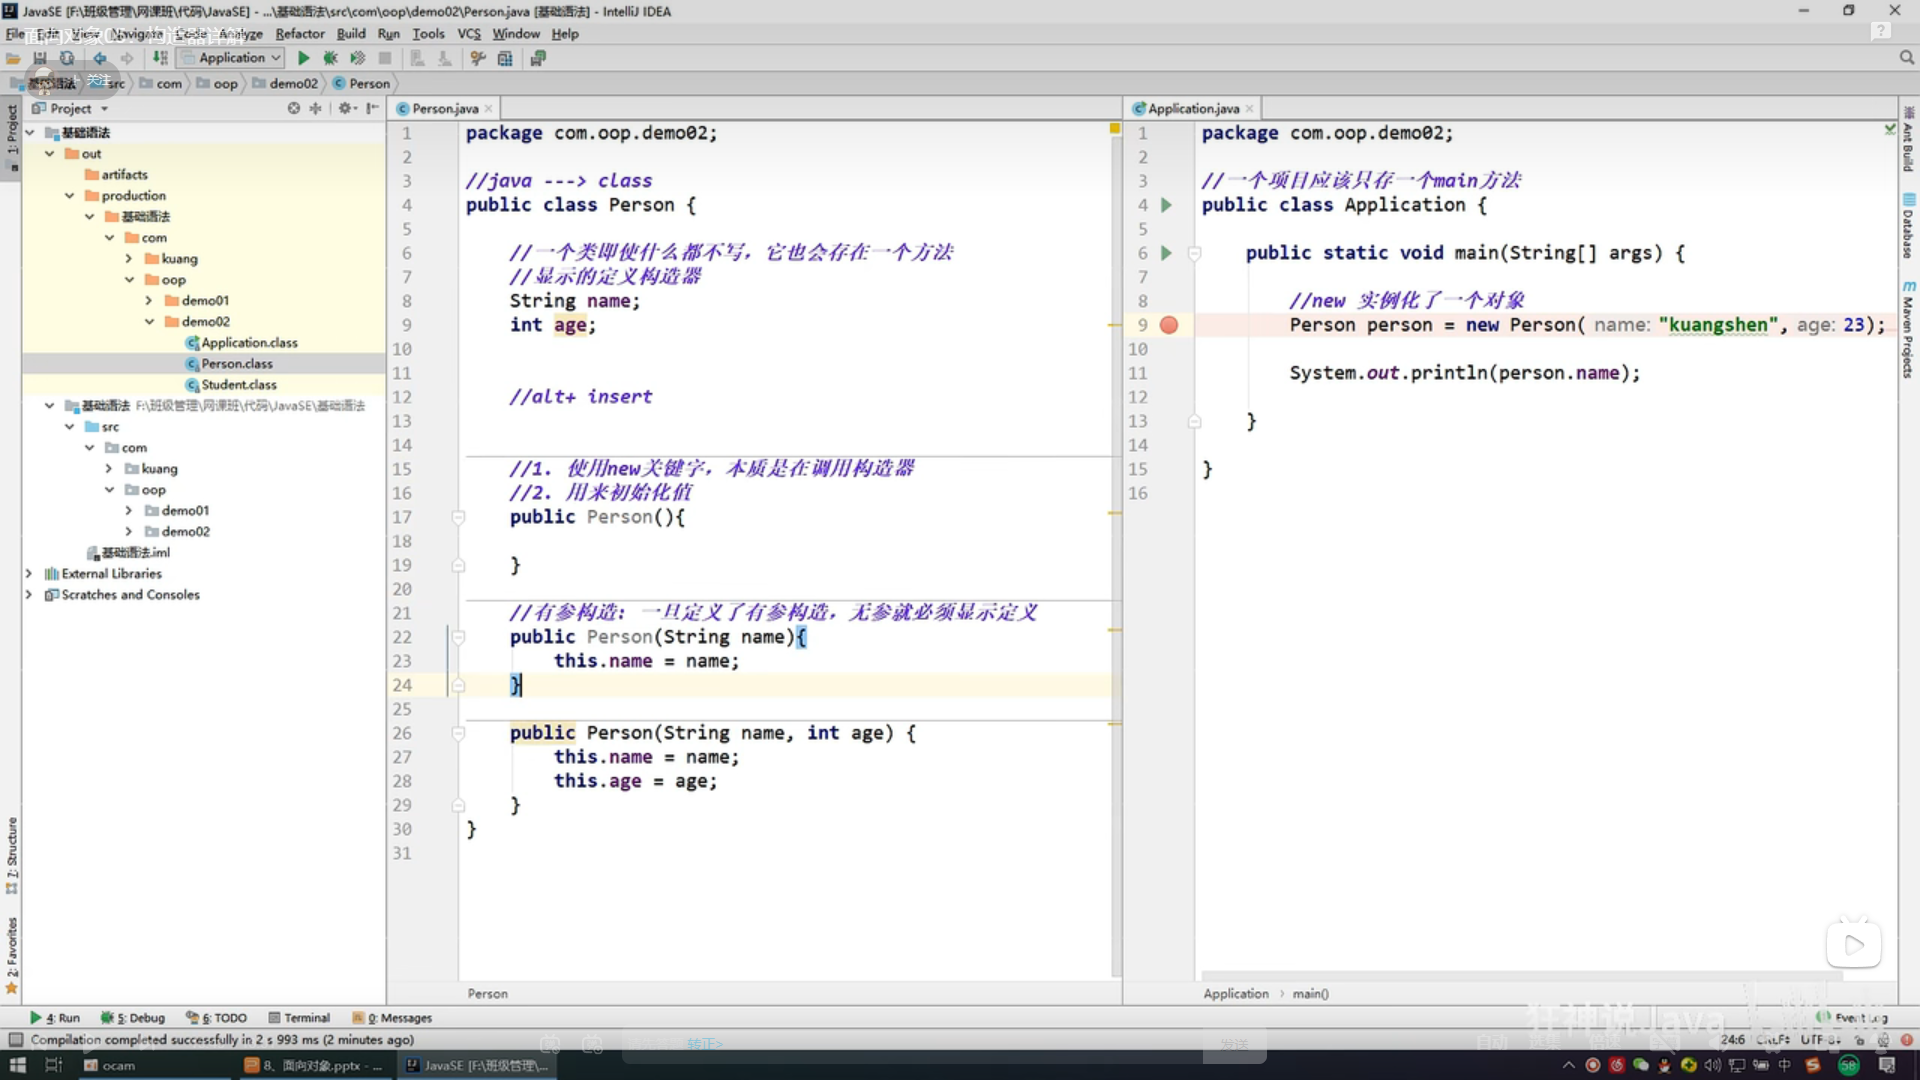 JavaSE [F:\班级管理\网课班\代码\JavaSE] - ...\基础语法\src\com\oop\demo02\Person.java [基础语法] - IntelliJ IDEA
File Edit View Navigate Code Analyze Refactor Build Run Tools VCS Window Help
Application
关注
基础语法 src com oop demo02 Person
Project
Person.java
Application.java
1: Project
7: Structure
2: Favorites
基础语法
out
artifacts
production
基础语法
com
kuang
oop
demo01
demo02
Application.class
Person.class
Student.class
基础语法 F:\班级管理\网课班\代码\JavaSE\基础语法
src
com
kuang
oop
demo01
demo02
基础语法.iml
External Libraries
Scratches and Consoles
1 package com.oop.demo02;
2
3 //java ---> class
4 public class Person {
5
6 //一个类即使什么都不写，它也会存在一个方法
7 //显示的定义构造器
8 String name;
9 int age;
10
11
12 //alt+ insert
13
14
15 //1. 使用new关键字，本质是在调用构造器
16 //2. 用来初始化值
17 public Person(){
18
19 }
20
21 //有参构造：一旦定义了有参构造，无参就必须显示定义
22 public Person(String name){
23 this.name = name;
24 }
25
26 public Person(String name, int age) {
27 this.name = name;
28 this.age = age;
29 }
30 }
31
Person
1 package com.oop.demo02;
2
3 //一个项目应该只存一个main方法
4 public class Application {
5
6 public static void main(String[] args) {
7
8 //new 实例化了一个对象
9 Person person = new Person( name: "kuangshen", age: 23);
10
11 System.out.println(person.name);
12
13 }
14
15 }
16
Application › main()
Ant Build
Database
Maven Projects
4: Run 5: Debug 6: TODO Terminal 0: Messages
Event Log
狂神说Java
Compilation completed successfully in 2 s 993 ms (2 minutes ago)
转正>
发送
自动
24:6 CRLF÷ UTF-8÷
ocam
8、面向对象.pptx - ...
JavaSE [F:\班级管理\...
中
58